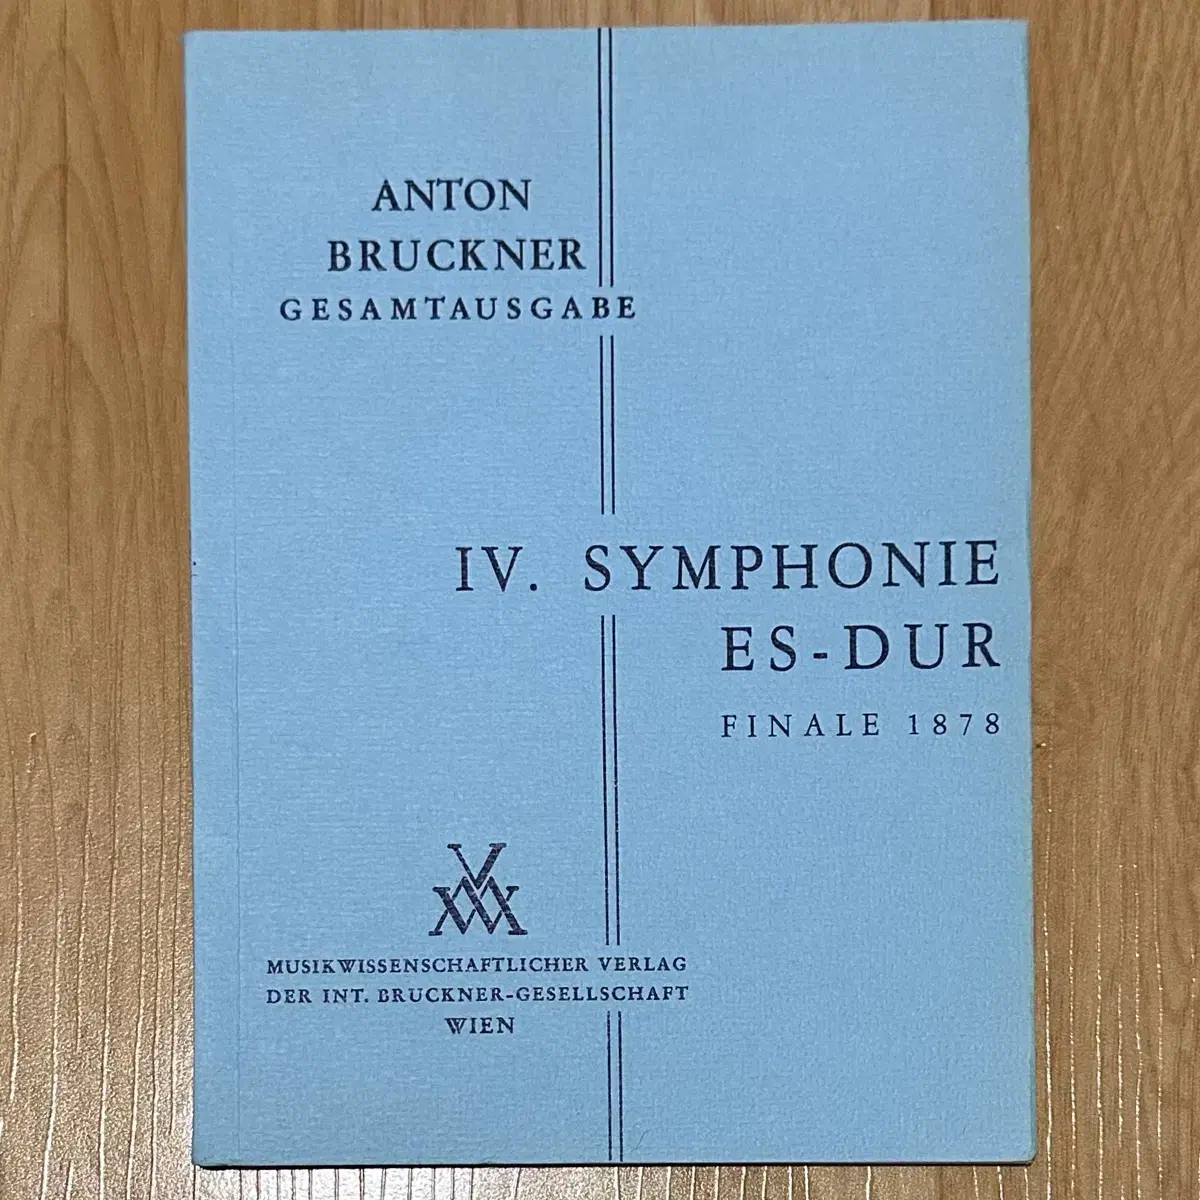 ANTON
BRUCKNER
GESAMTAUSGABE
IV. SYMPHONIE
ES-DUR
FINALE 1878
MUSIKWISSENSCHAFTLICHER VERLAG
DER INT. BRUCKNER-GESELLSCHAFT
WIEN